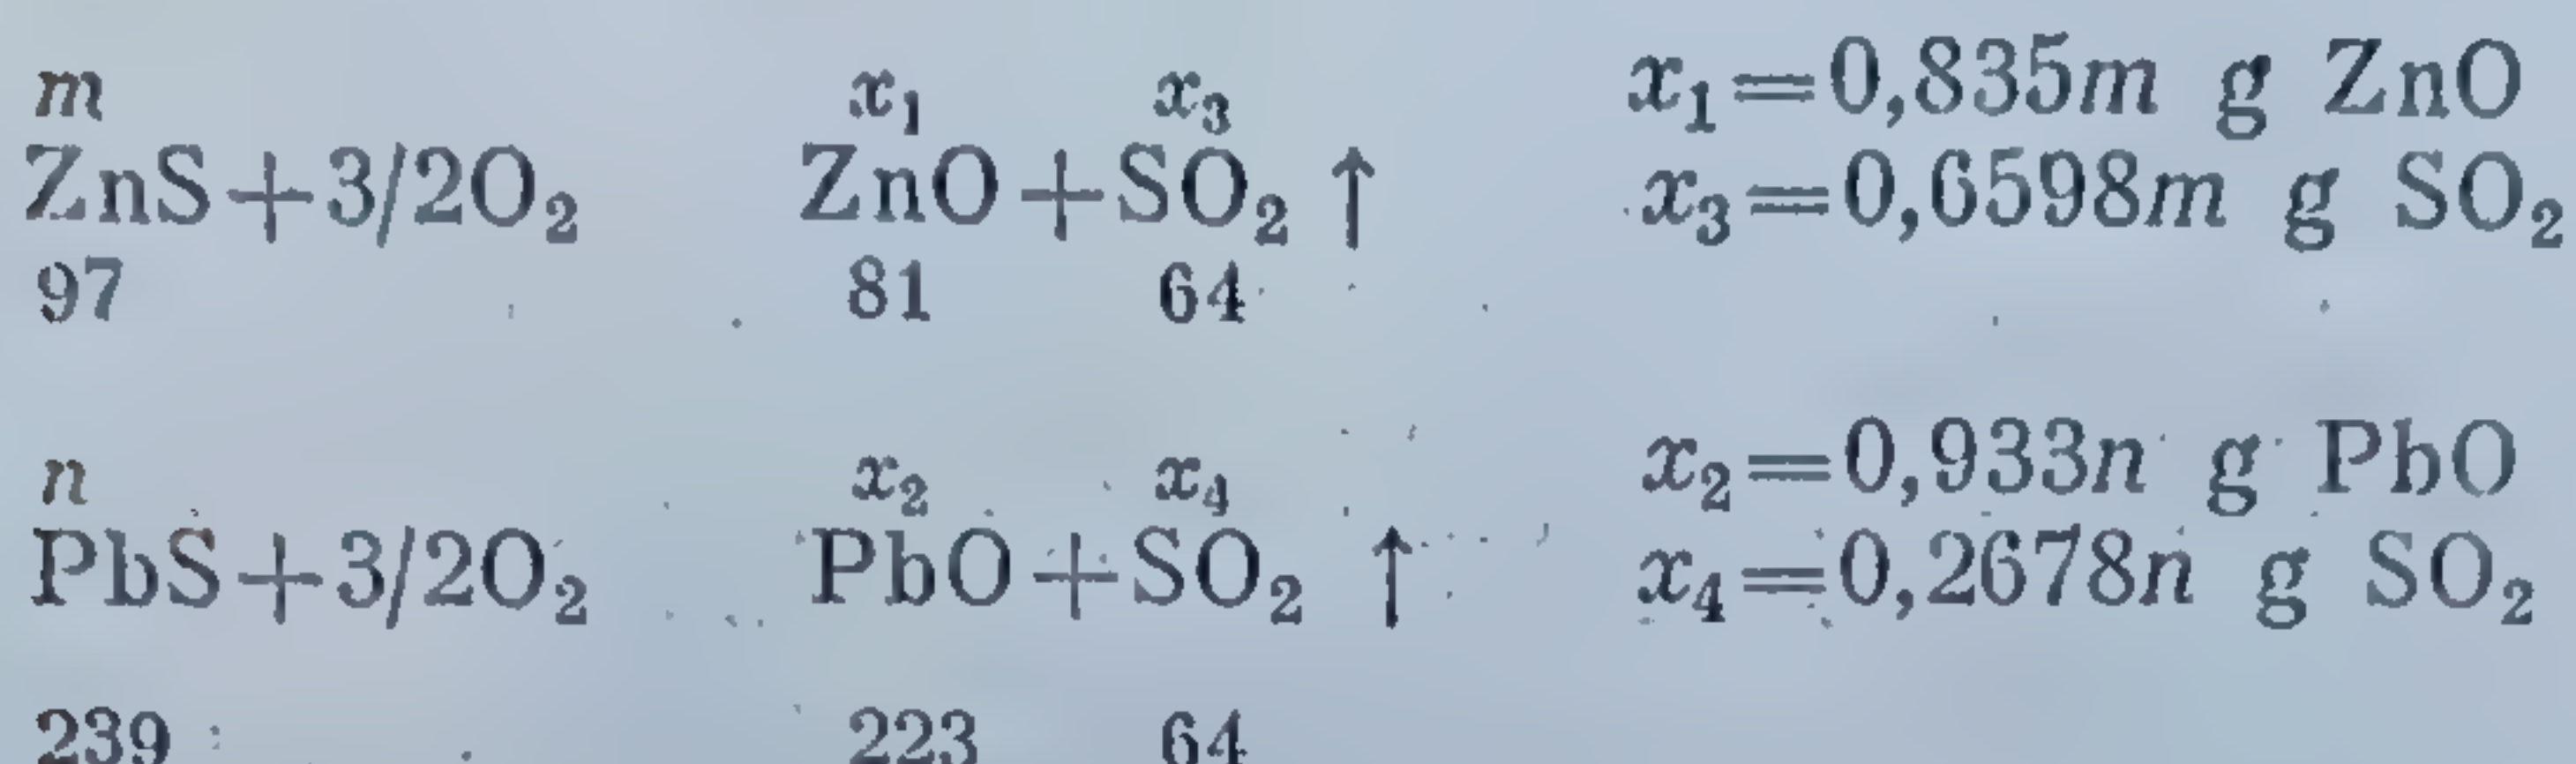 m x₁ x₃ x₁=0,835m g ZnO
ZnS+3/2O₂ ZnO+SO₂ ↑ x₃=0,6598m g SO₂
97 81 64
n x₂ x₄ x₂=0,933n g PbO
PbS+3/2O₂ PbO+SO₂ ↑ x₄=0,2678n g SO₂
239 223 64